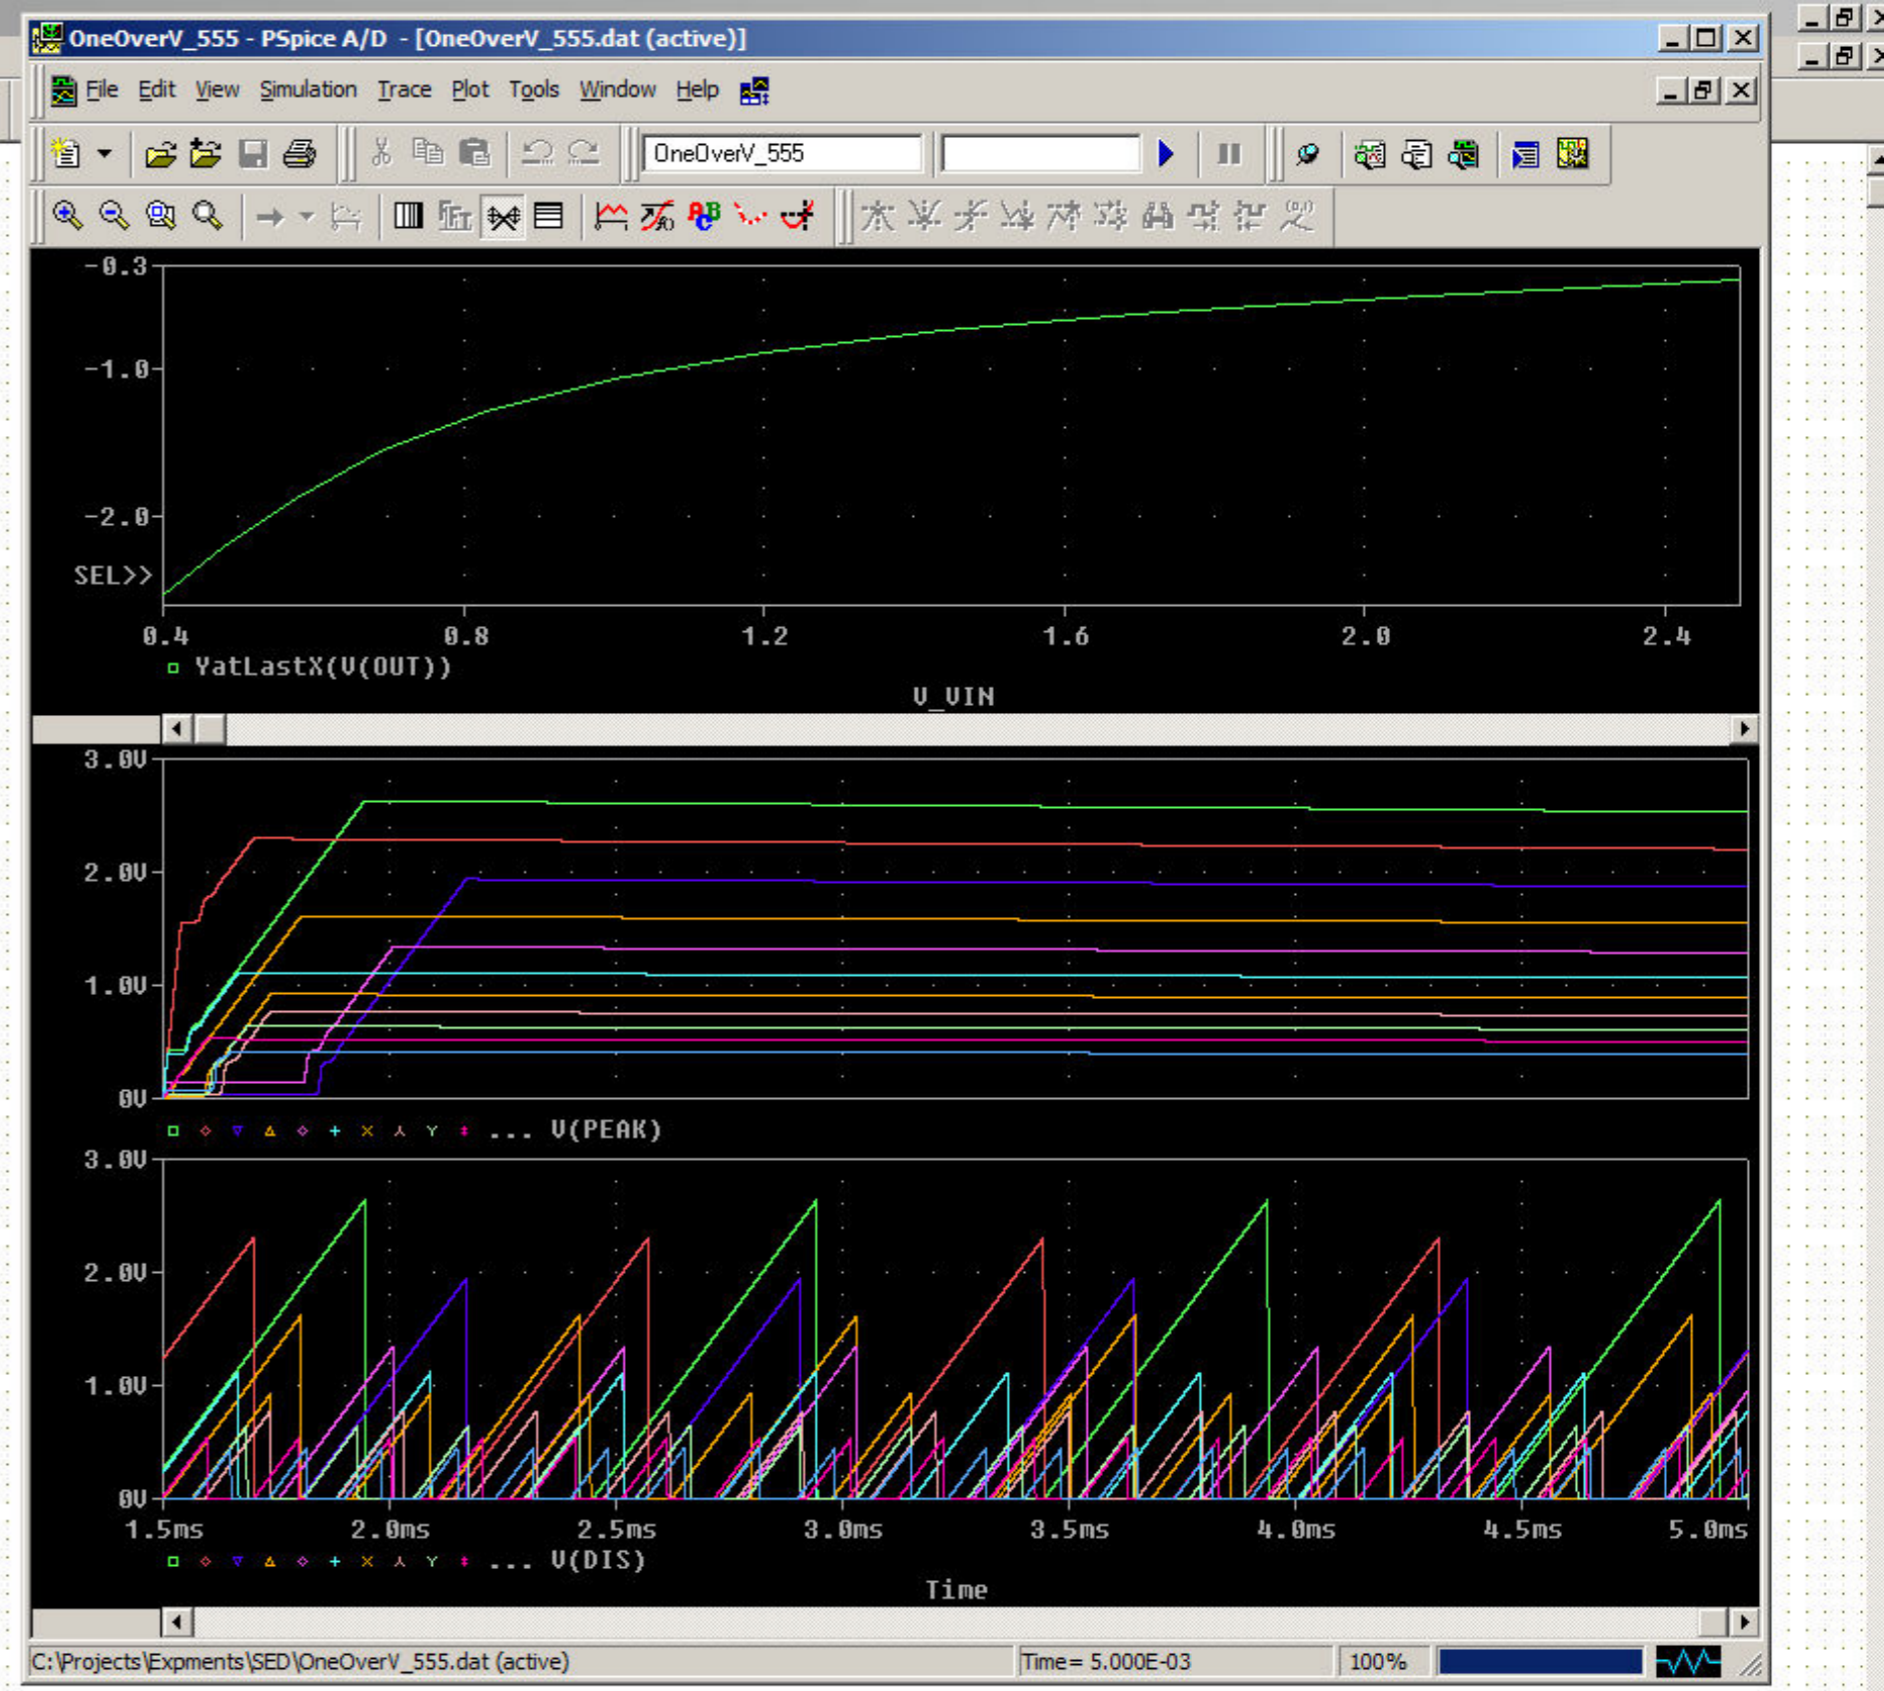 OneOverV_555 - PSpice A/D - [OneOverV_555.dat (active)]
File Edit View Simulation Trace Plot Tools Window Help
OneOverV_555
-0.3
-1.0
-2.0
SEL>>
0.4 0.8 1.2 1.6 2.0 2.4
YatLastX(V(OUT))
V_VIN
3.0V
2.0V
1.0V
0V
... V(PEAK)
3.0V
2.0V
1.0V
0V
1.5ms 2.0ms 2.5ms 3.0ms 3.5ms 4.0ms 4.5ms 5.0ms
... V(DIS)
Time
C:\Projects\Expments\SED\OneOverV_555.dat (active) Time= 5.000E-03 100%